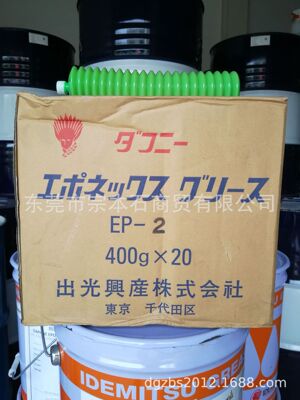 ダフニー
エポネックス グリース
东莞市宗本石商贸有限公司
EP-2
400g×20
出光興産株式会社
東京 千代田区
IDEMITSU GREA
dgzbs2012.1688.com